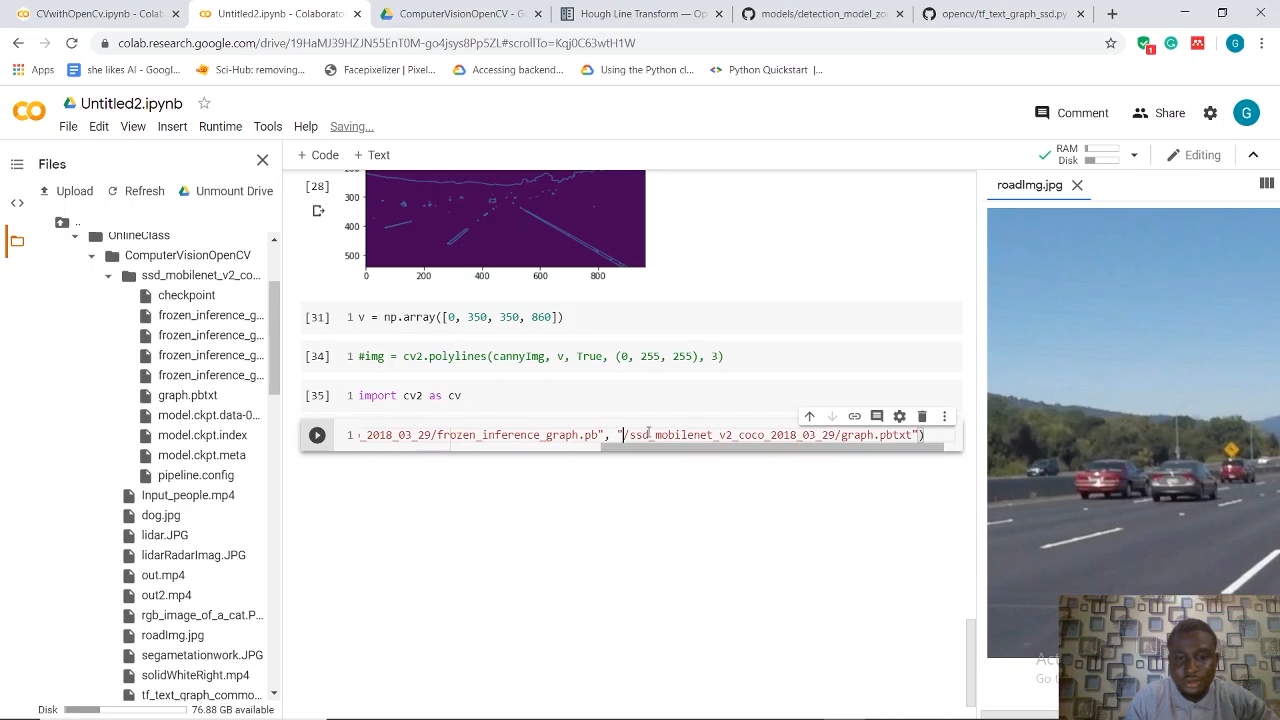 CVwithOpenCv.ipynb - Colaborato
Untitled2.ipynb - Colaborator
ComputerVisionOpenCV - Go
Hough Line Transform — Op
models/detection_model_zo
opencv/tf_text_graph_ssd.py
colab.research.google.com/drive/
Apps
she likes AI - Googl...
Sci-Hub: removing...
Facepixelizer | Pixel...
Accessing backend...
Using the Python cl...
Python Quickstart |...
1
G
CO
Untitled2.ipynb
Comment
Share
G
File
Edit
View
Insert
Runtime
Tools
Help
Saving...
Files
+ Code
+ Text
RAM
Disk
Editing
Upload
Refresh
Unmount Drive
roadImg.jpg
..
OnlineClass
ComputerVisionOpenCV
ssd_mobilenet_v2_co...
checkpoint
frozen_inference_g...
frozen_inference_g...
frozen_inference_g...
frozen_inference_g...
graph.pbtxt
model.ckpt.data-0...
model.ckpt.index
model.ckpt.meta
pipeline.config
Input_people.mp4
dog.jpg
lidar.JPG
lidarRadarImag.JPG
out.mp4
out2.mp4
rgb_image_of_a_cat.P...
roadImg.jpg
segametationwork.JPG
solidWhiteRight.mp4
tf_text_graph_commo...
Disk
76.88 GB available
[28]
300
400
500
0 200 400 600 800
[31] 1 v = np.array([0, 350, 350, 860])
[34] 1 #img = cv2.polylines(cannyImg, v, True, (0, 255, 255), 3)
[35] 1 import cv2 as cv
1 _2018_03_29/frozen_inference_graph.pb", "/ssd_mobilenet_v2_coco_2018_03_29/graph.pbtxt")